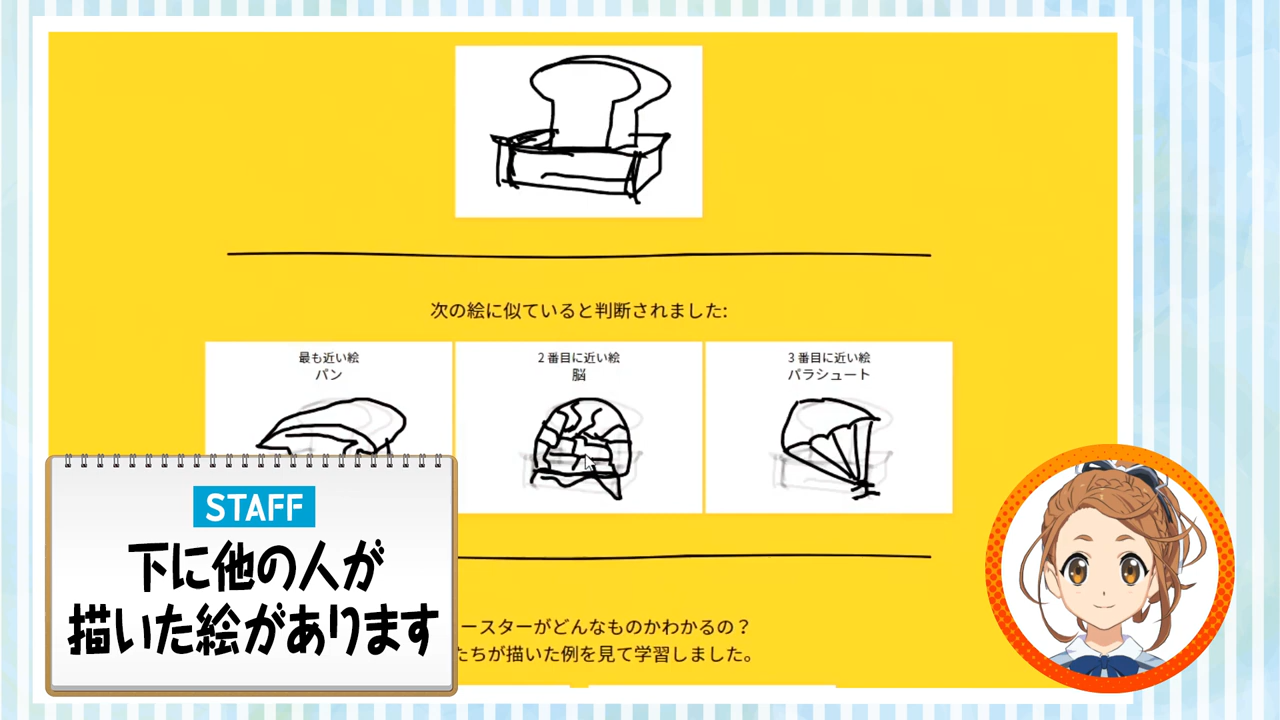 次の絵に似ていると判断されました:
最も近い絵
パン
2番目に近い絵
脳
3番目に近い絵
パラシュート
STAFF
下に他の人が
描いた絵があります
ースターがどんなものかわかるの?
たちが描いた例を見て学習しました。